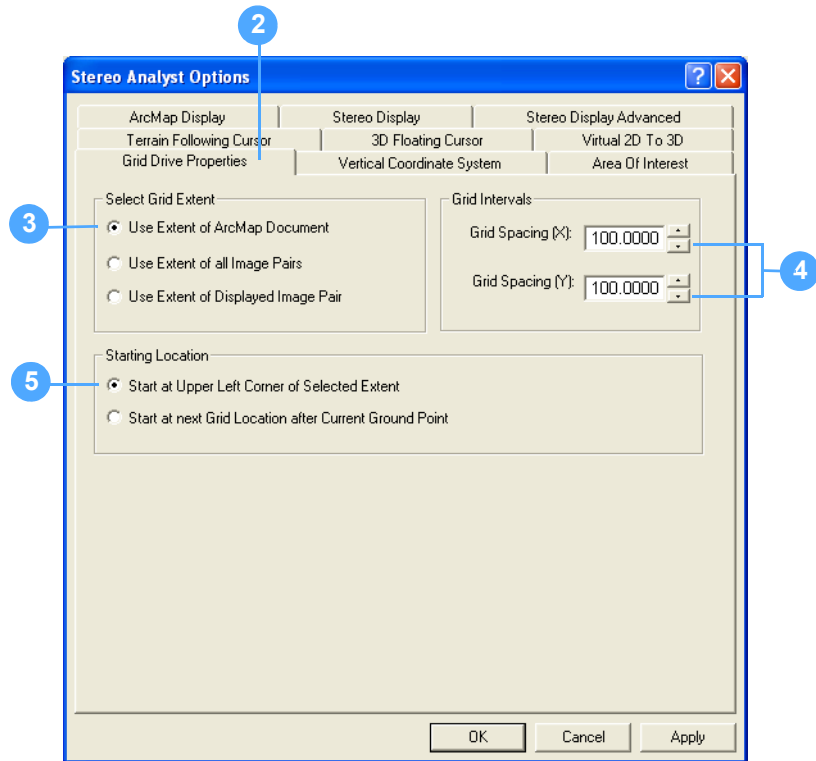 2
Stereo Analyst Options
ArcMap Display
Stereo Display
Stereo Display Advanced
Terrain Following Cursor
3D Floating Cursor
Virtual 2D To 3D
Grid Drive Properties
Vertical Coordinate System
Area Of Interest
Select Grid Extent
3
Use Extent of ArcMap Document
Use Extent of all Image Pairs
Use Extent of Displayed Image Pair
Grid Intervals
Grid Spacing (X): 100.0000
Grid Spacing (Y): 100.0000
4
Starting Location
5
Start at Upper Left Corner of Selected Extent
Start at next Grid Location after Current Ground Point
OK
Cancel
Apply